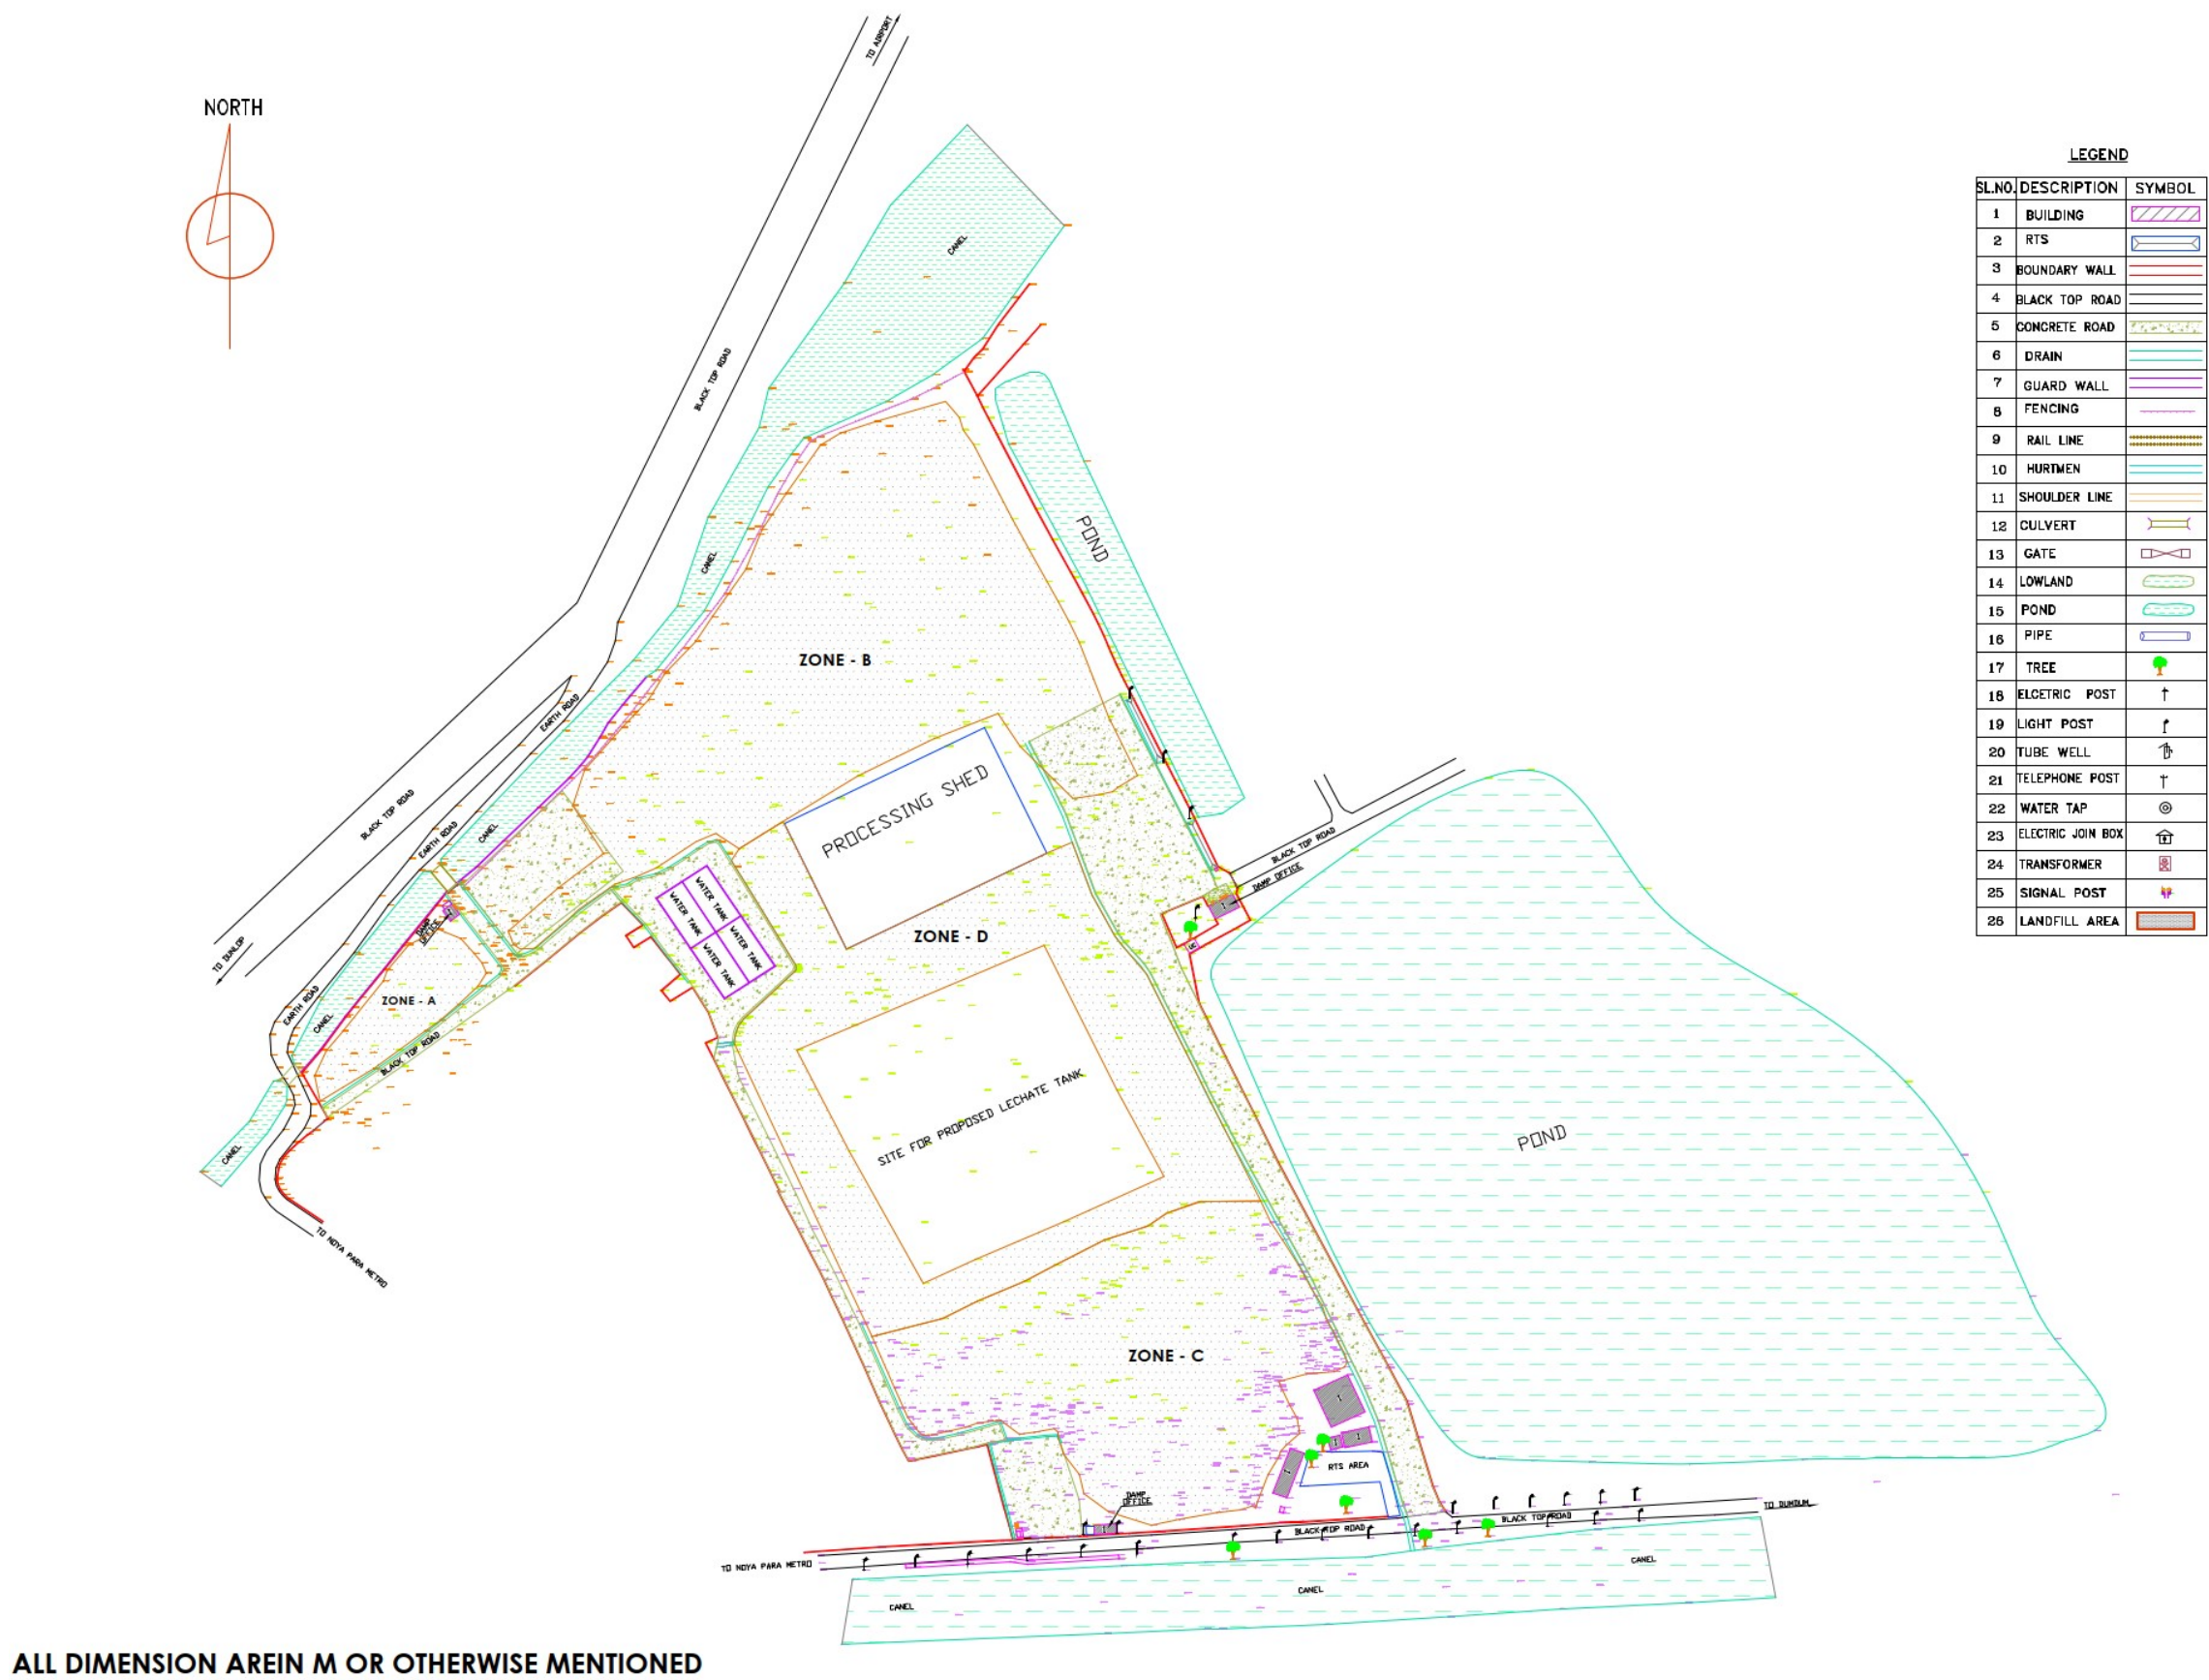 NORTH
TO AIRPORT
CANEL
BLACK TOP ROAD
CANEL
POND
ZONE - B
EARTH ROAD
BLACK TOP ROAD
EARTH ROAD
CANEL
PROCESSING SHED
BLACK TOP ROAD
DAMP OFFICE
WATER TANK
WATER TANK
WATER TANK
WATER TANK
DAMP
OFFICE
TO DUNLOP
ZONE - D
ZONE - A
EARTH ROAD
CANEL
BLACK TOP ROAD
CANEL
TO NOYA PARA METRO
SITE FOR PROPOSED LECHATE TANK
POND
ZONE - C
RTS AREA
DAMP
OFFICE
BLACK TOP ROAD
BLACK TOP ROAD
TO DUMDUM
TO NOYA PARA METRO
CANEL
CANEL
CANEL
LEGEND
SL.NO. DESCRIPTION SYMBOL
1 BUILDING
2 RTS
3 BOUNDARY WALL
4 BLACK TOP ROAD
5 CONCRETE ROAD
6 DRAIN
7 GUARD WALL
8 FENCING
9 RAIL LINE
10 HURTMEN
11 SHOULDER LINE
12 CULVERT
13 GATE
14 LOWLAND
15 POND
16 PIPE
17 TREE
18 ELCETRIC POST
19 LIGHT POST
20 TUBE WELL
21 TELEPHONE POST
22 WATER TAP
23 ELECTRIC JOIN BOX
24 TRANSFORMER
25 SIGNAL POST
26 LANDFILL AREA
ALL DIMENSION AREIN M OR OTHERWISE MENTIONED